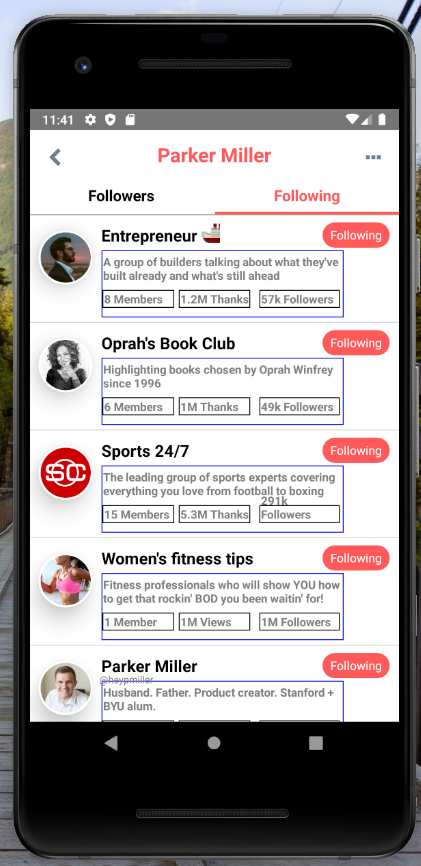 11:41
Parker Miller
Followers
Following
Entrepreneur
Following
A group of builders talking about what they've
built already and what's still ahead
8 Members
1.2M Thanks
57k Followers
Oprah's Book Club
Following
Highlighting books chosen by Oprah Winfrey
since 1996
6 Members
1M Thanks
49k Followers
SOC
Sports 24/7
Following
The leading group of sports experts covering
everything you love from football to boxing
15 Members
5.3M Thanks
291k
Followers
Women's fitness tips
Following
Fitness professionals who will show YOU how
to get that rockin' BOD you been waitin' for!
1 Member
1M Views
1M Followers
Parker Miller
Following
@heypmiller
Husband. Father. Product creator. Stanford +
BYU alum.